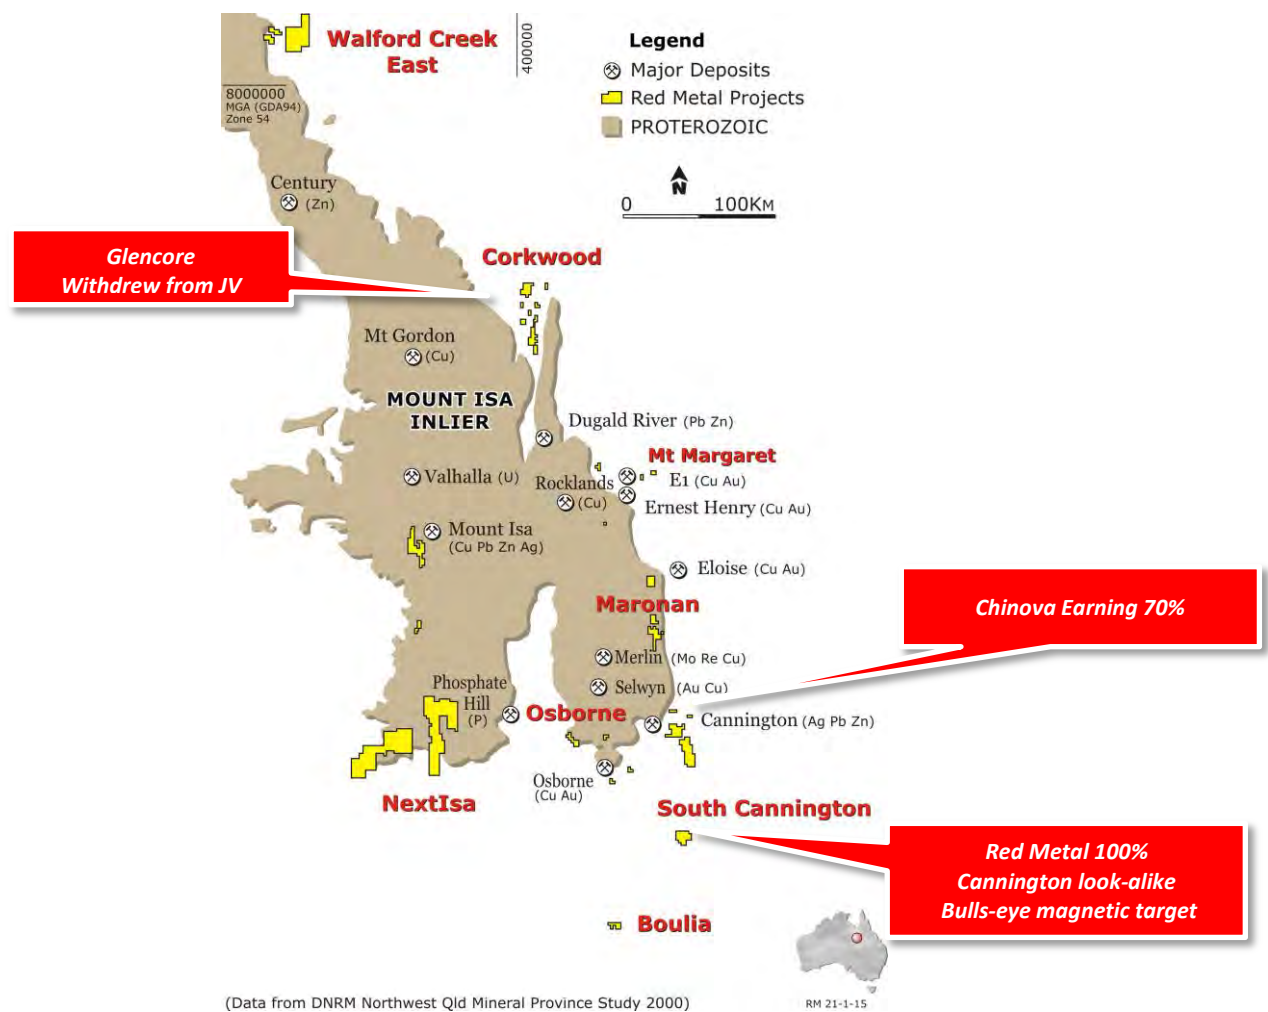 Walford Creek
East
400000
Legend
Major Deposits
Red Metal Projects
PROTEROZOIC
8000000
MGA (GDA94)
Zone 54
N
0 100KM
Century
(Zn)
Glencore
Withdrew from JV
Corkwood
Mt Gordon
(Cu)
MOUNT ISA
INLIER
Dugald River (Pb Zn)
Mt Margaret
Valhalla (U)
Rocklands
(Cu)
E1 (Cu Au)
Ernest Henry (Cu Au)
Mount Isa
(Cu Pb Zn Ag)
Eloise (Cu Au)
Maronan
Chinova Earning 70%
Merlin (Mo Re Cu)
Selwyn (Au Cu)
Phosphate
Hill
(P)
Osborne
Cannington (Ag Pb Zn)
Osborne
(Cu Au)
NextIsa
South Cannington
Red Metal 100%
Cannington look-alike
Bulls-eye magnetic target
Boulia
(Data from DNRM Northwest Qld Mineral Province Study 2000)
RM 21-1-15